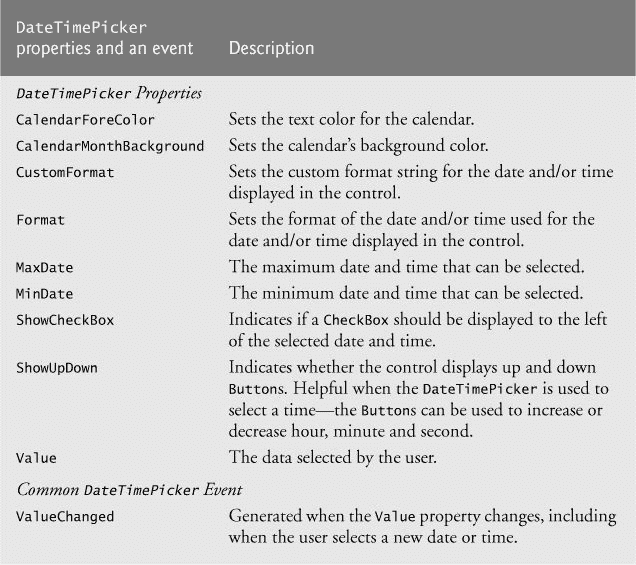 DateTimePicker
properties and an event Description
DateTimePicker Properties
CalendarForeColor Sets the text color for the calendar.
CalendarMonthBackground Sets the calendar's background color.
CustomFormat Sets the custom format string for the date and/or time
displayed in the control.
Format Sets the format of the date and/or time used for the
date and/or time displayed in the control.
MaxDate The maximum date and time that can be selected.
MinDate The minimum date and time that can be selected.
ShowCheckBox Indicates if a CheckBox should be displayed to the left
of the selected date and time.
ShowUpDown Indicates whether the control displays up and down
Buttons. Helpful when the DateTimePicker is used to
select a time—the Buttons can be used to increase or
decrease hour, minute and second.
Value The data selected by the user.
Common DateTimePicker Event
ValueChanged Generated when the Value property changes, including
when the user selects a new date or time.